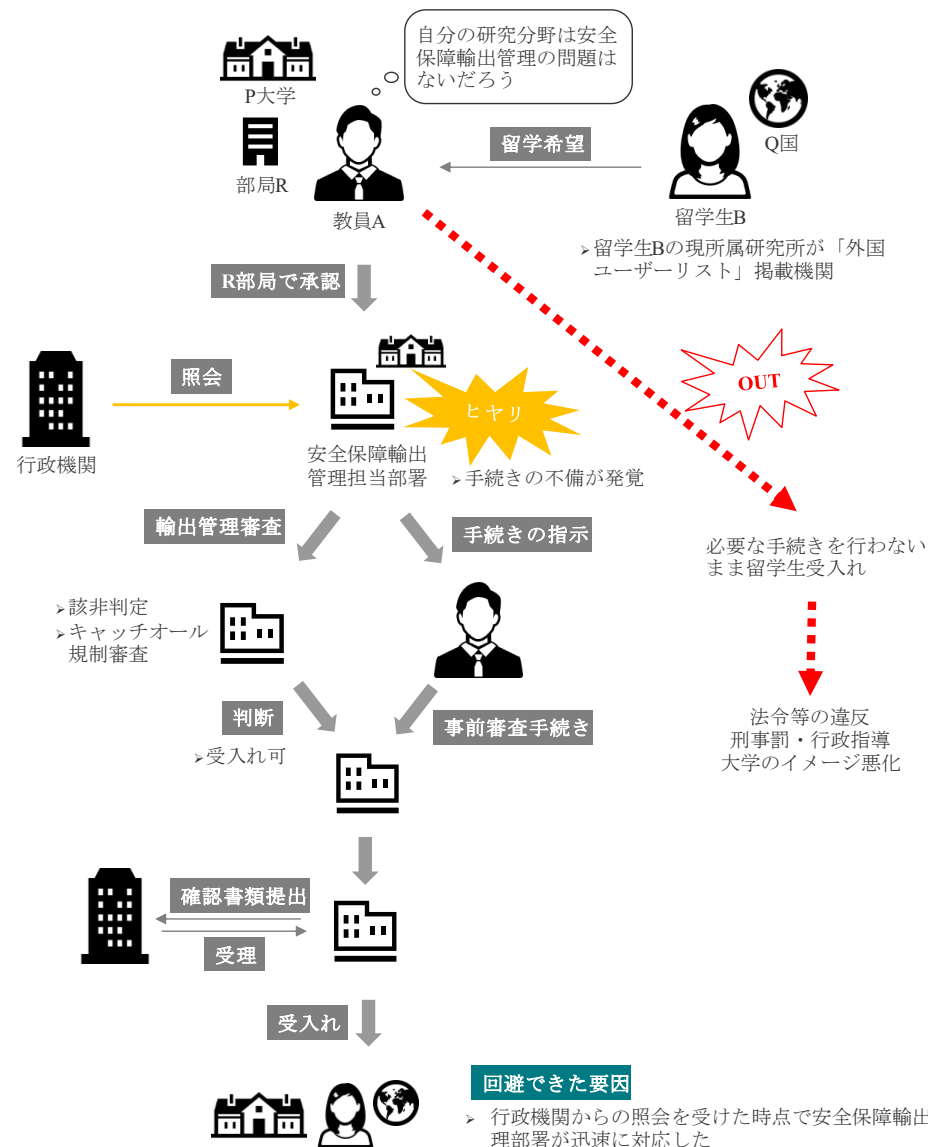 自分の研究分野は安全
保障輸出管理の問題は
ないだろう
P大学
部局R
教員A
留学希望
Q国
留学生B
➢留学生Bの現所属研究所が「外国
ユーザーリスト」掲載機関
R部局で承認
照会
行政機関
ヒヤリ
OUT
安全保障輸出
管理担当部署
➢手続きの不備が発覚
輸出管理審査
手続きの指示
必要な手続きを行わない
まま留学生受入れ
➢該非判定
➢キャッチオール
規制審査
判断
➢受入れ可
事前審査手続き
法令等の違反
刑事罰・行政指導
大学のイメージ悪化
確認書類提出
受理
受入れ
回避できた要因
➢ 行政機関からの照会を受けた時点で安全保障輸出
理部署が迅速に対応した